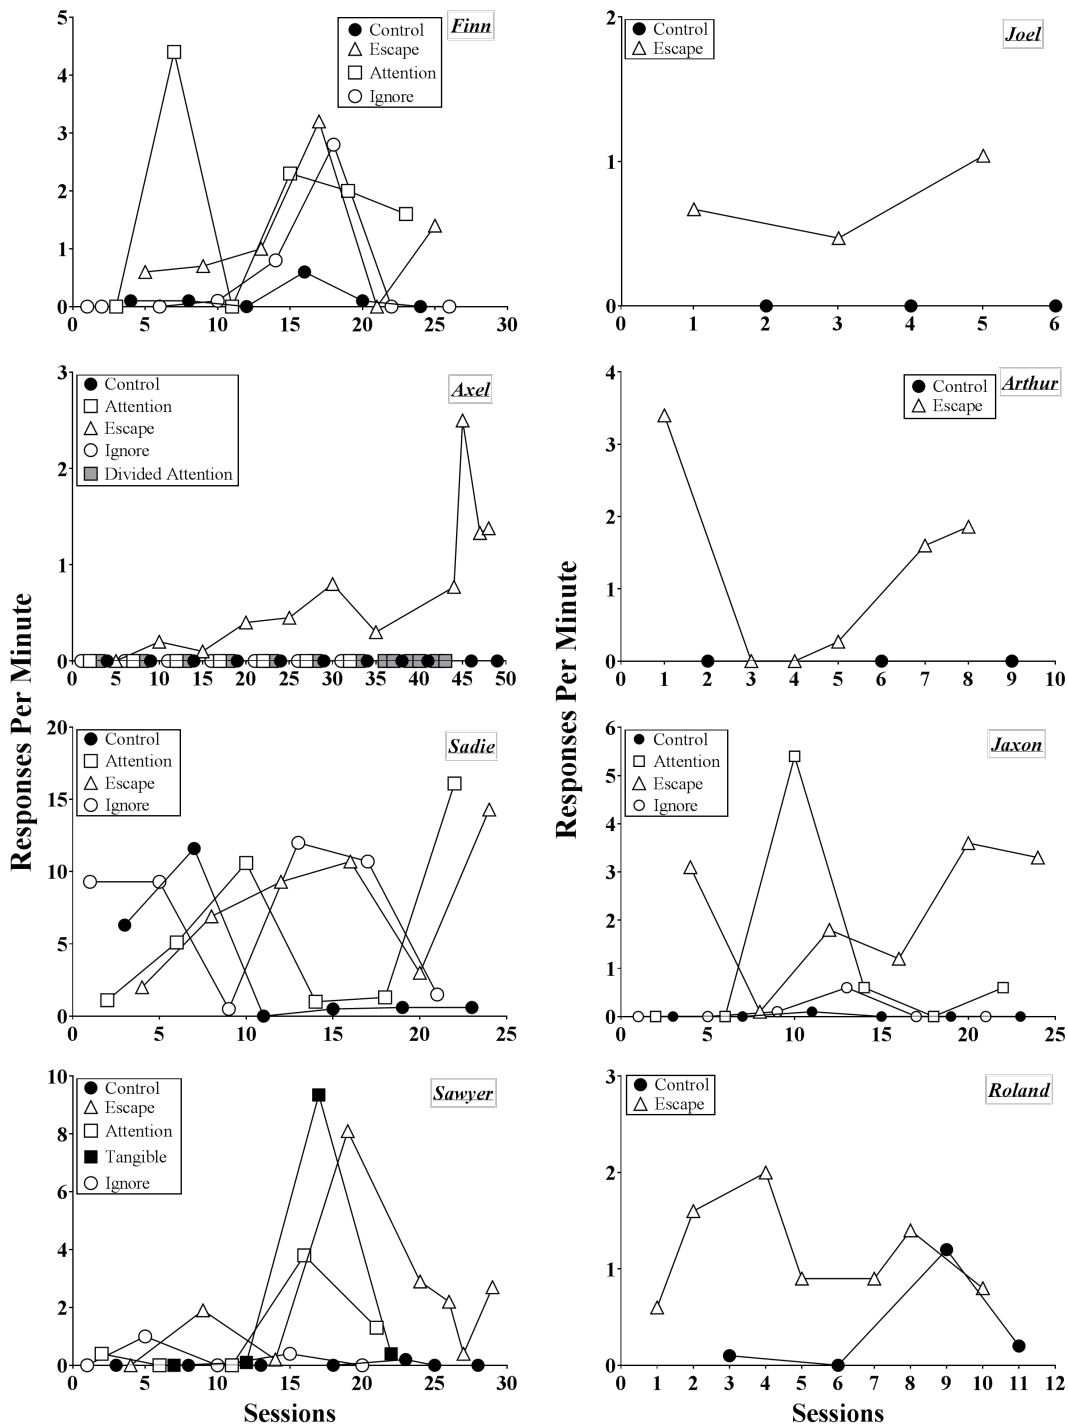 Finn
Control
Escape
Attention
Ignore
5
4
3
2
1
0
0 5 10 15 20 25 30
Joel
Control
Escape
2
1
0
0 1 2 3 4 5 6
Axel
Control
Attention
Escape
Ignore
Divided Attention
3
2
1
0
0 5 10 15 20 25 30 35 40 45 50
Arthur
Control
Escape
4
3
2
1
0
0 1 2 3 4 5 6 7 8 9 10
Responses Per Minute
Responses Per Minute
Sadie
Control
Attention
Escape
Ignore
20
15
10
5
0
0 5 10 15 20 25
Jaxon
Control
Attention
Escape
Ignore
6
5
4
3
2
1
0
0 5 10 15 20 25
Sawyer
Control
Escape
Attention
Tangible
Ignore
10
8
6
4
2
0
0 5 10 15 20 25 30
Sessions
Roland
Control
Escape
3
2
1
0
0 1 2 3 4 5 6 7 8 9 10 11 12
Sessions